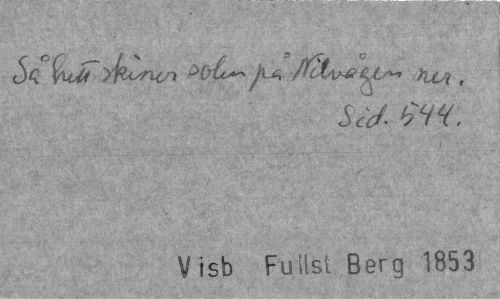 Så hett skiner solen på Nilvågen ner.
Sid. 544.
Visb Fullst Berg 1853